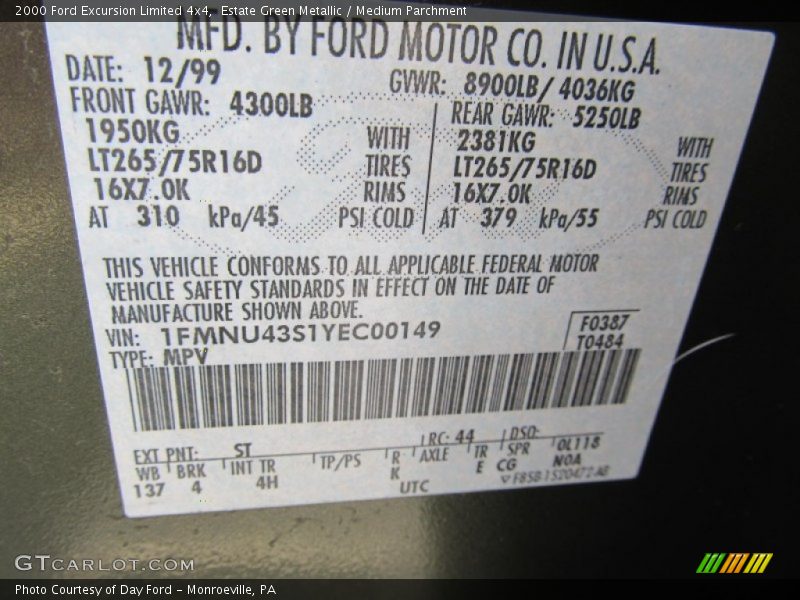 2000 Ford Excursion Limited 4x4, Estate Green Metallic / Medium Parchment
MFD. BY FORD MOTOR CO. IN U.S.A.
DATE: 12/99 GVWR: 8900LB/ 4036KG
FRONT GAWR: 4300LB REAR GAWR: 5250LB
1950KG WITH 2381KG WITH
LT265/75R16D TIRES LT265/75R16D TIRES
16X7.0K RIMS 16X7.0K RIMS
AT 310 kPa/45 PSI COLD AT 379 kPa/55 PSI COLD
THIS VEHICLE CONFORMS TO ALL APPLICABLE FEDERAL MOTOR
VEHICLE SAFETY STANDARDS IN EFFECT ON THE DATE OF
MANUFACTURE SHOWN ABOVE.
VIN: 1FMNU43S1YEC00149 F0387
TYPE: MPV T0484
EXT PNT: ST RC: 44 DSO:
WB BRK INT TR TP/PS R AXLE TR SPR 0L118
137 4 4H K E CG N0A
UTC ▽F85B-1520472-AB
GTCARLOT.COM
Photo Courtesy of Day Ford – Monroeville, PA